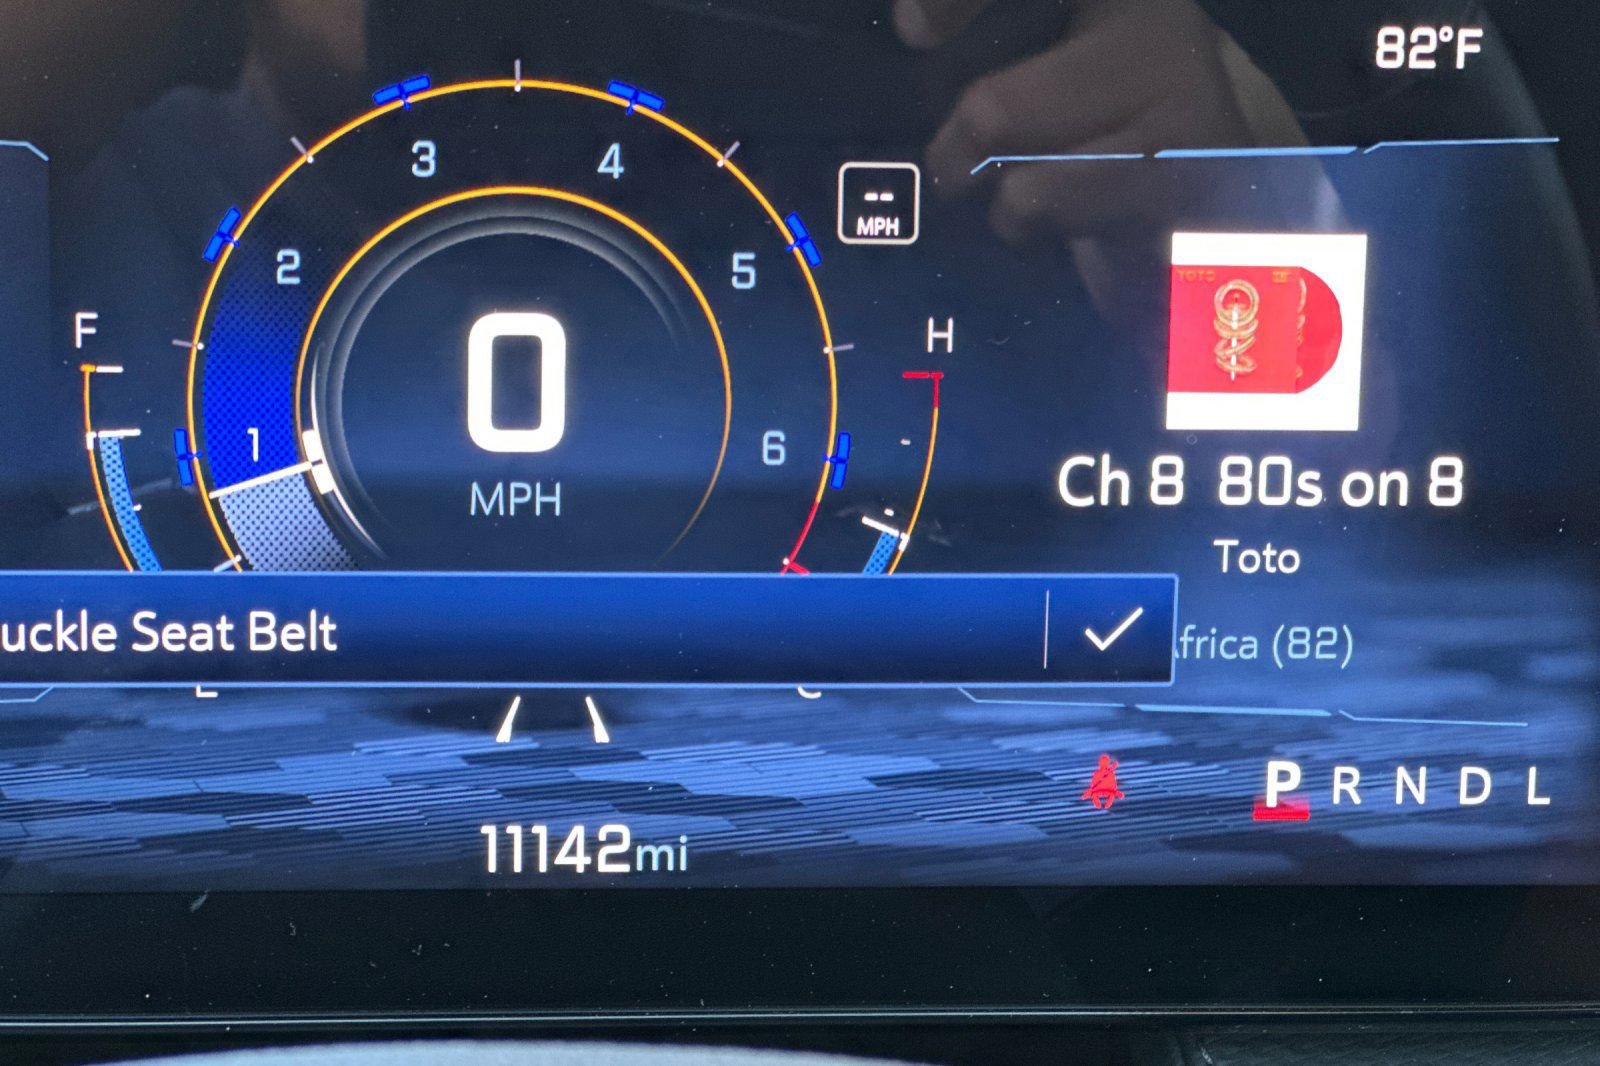 82°F
3
4
2
5
--
MPH
F
H
0
1
6
MPH
TOTO
Ch 8 80s on 8
Toto
uckle Seat Belt
frica (82)
P R N D L
11142mi